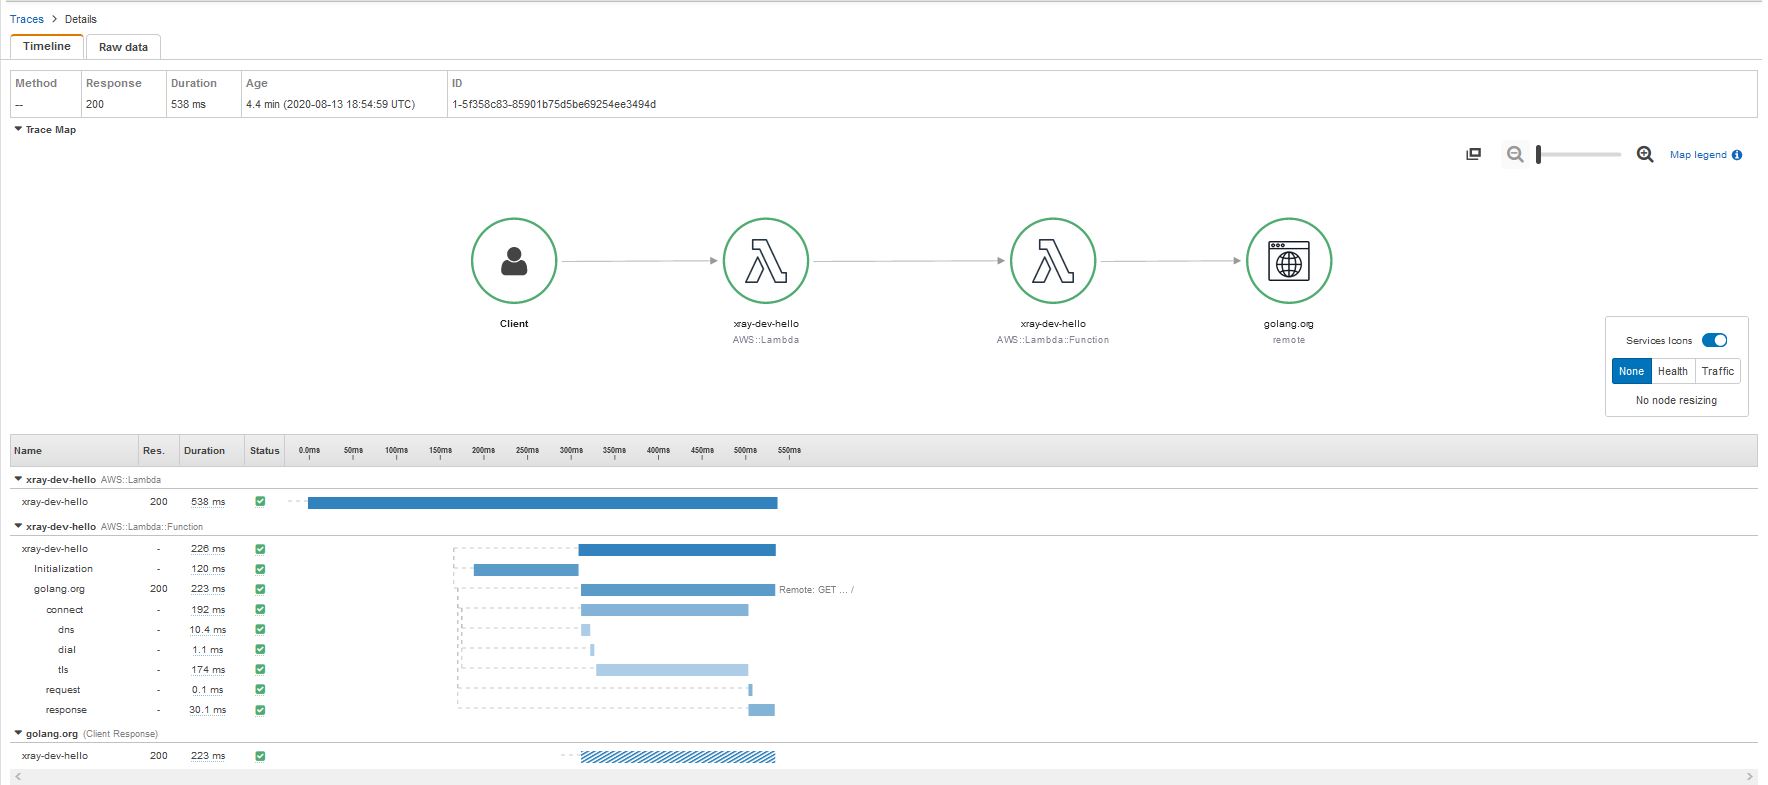 Traces > Details
Timeline Raw data
Method Response Duration Age ID
-- 200 538 ms 4.4 min (2020-08-13 18:54:59 UTC) 1-5f358c83-85901b75d5be69254ee3494d
Trace Map
Map legend
Client
xray-dev-hello
AWS::Lambda
xray-dev-hello
AWS::Lambda::Function
golang.org
remote
Services Icons
None Health Traffic
No node resizing
Name Res. Duration Status 0.0ms 50ms 100ms 150ms 200ms 250ms 300ms 350ms 400ms 450ms 500ms 550ms
xray-dev-hello AWS::Lambda
xray-dev-hello 200 538 ms
xray-dev-hello AWS::Lambda::Function
xray-dev-hello - 226 ms
Initialization - 120 ms
golang.org 200 223 ms Remote: GET ... /
connect - 192 ms
dns - 10.4 ms
dial - 1.1 ms
tls - 174 ms
request - 0.1 ms
response - 30.1 ms
golang.org (Client Response)
xray-dev-hello 200 223 ms